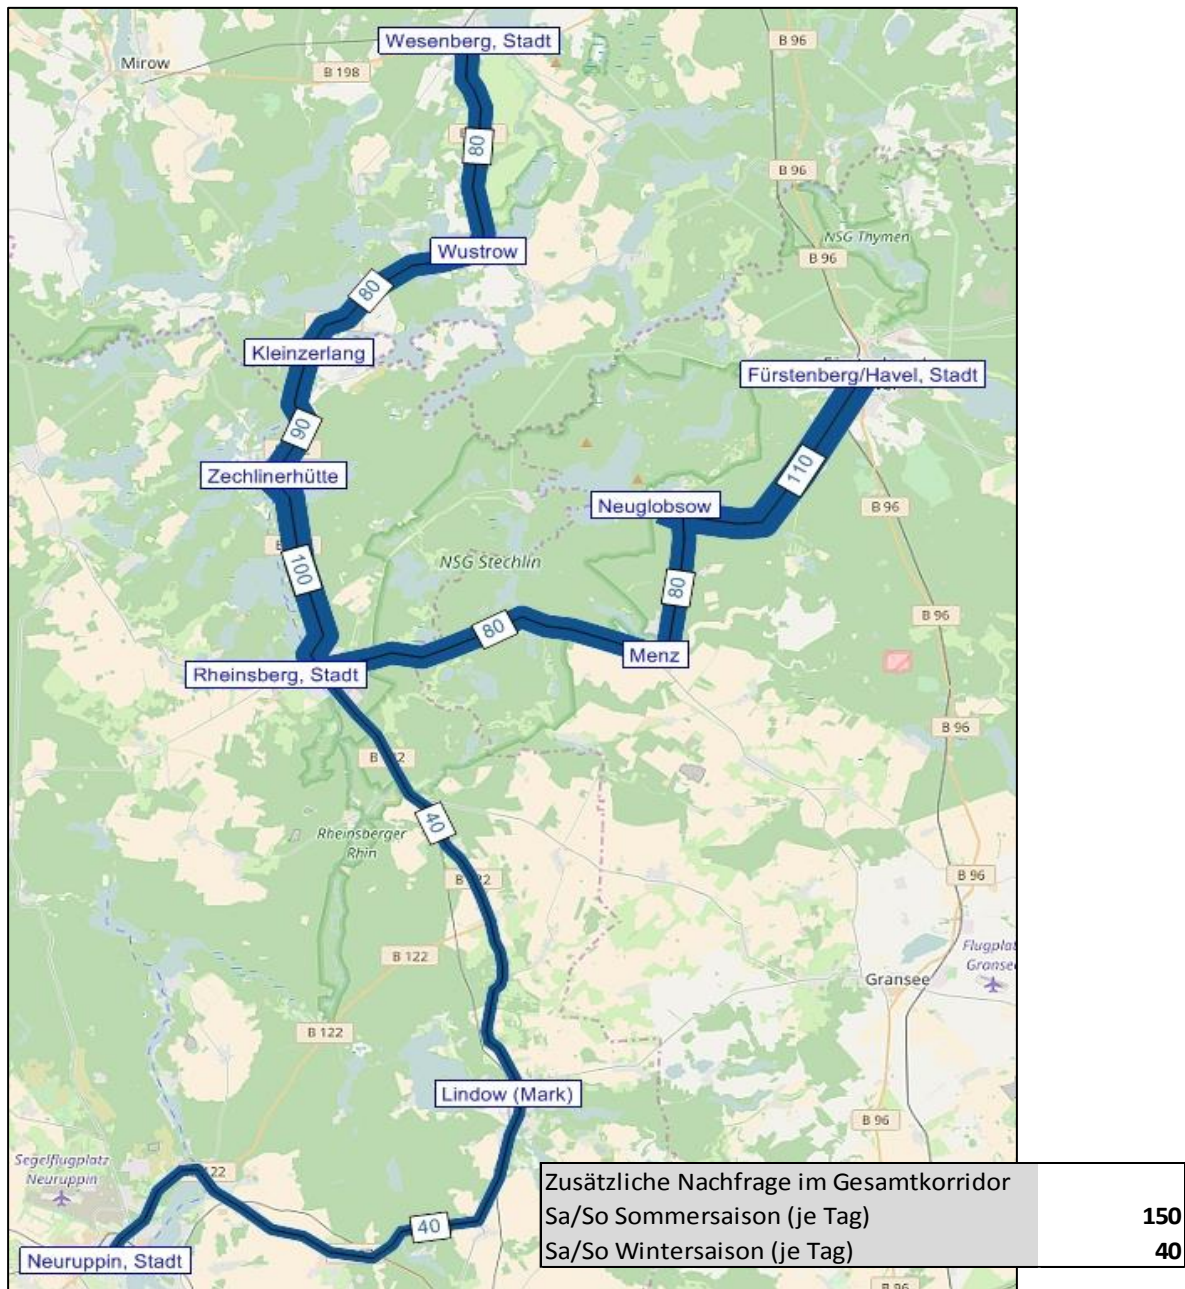 Wesenberg, Stadt
B 96
Mirow
B 198
80
B 96
NSG Thymen
Wustrow
B 96
80
Kleinzerlang
Fürstenberg/Havel, Stadt
90
Zechlinerhütte
110
Neuglobsow
B 96
NSG Stechlin
100
80
B 96
80
Menz
Rheinsberg, Stadt
B 96
40
Rheinsberger
Rhin
B 96
B 122
Flugplat
Gransee
Gransee
B 122
Lindow (Mark)
B 96
Segelflugplatz
Neuruppin
40
Neuruppin, Stadt
B 96
Zusätzliche Nachfrage im Gesamtkorridor
Sa/So Sommersaison (je Tag) 150
Sa/So Wintersaison (je Tag) 40